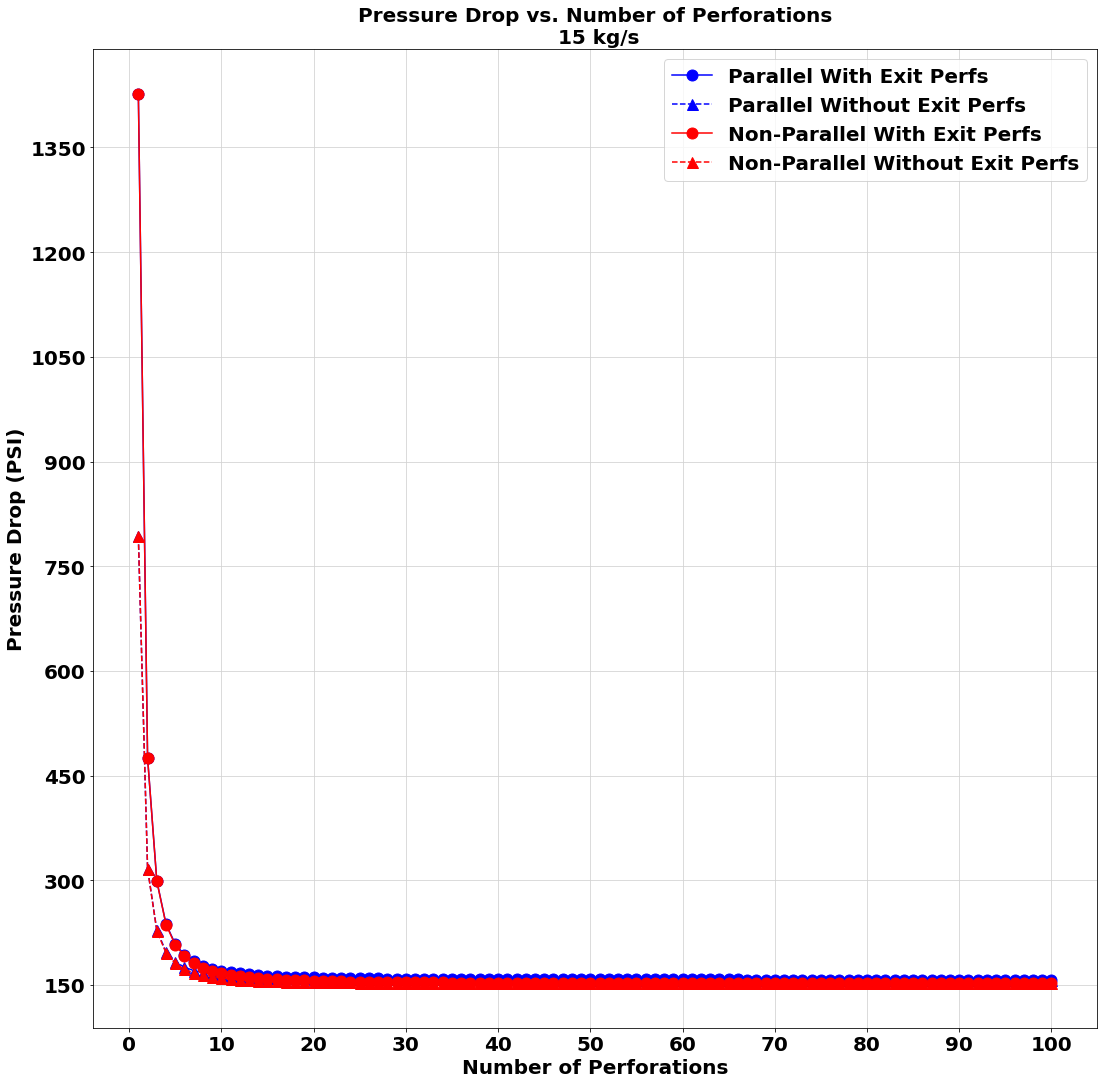 Pressure Drop vs. Number of Perforations
15 kg/s
Parallel With Exit Perfs
Parallel Without Exit Perfs
Non-Parallel With Exit Perfs
Non-Parallel Without Exit Perfs
1350
1200
1050
900
750
600
450
300
150
Pressure Drop (PSI)
0 10 20 30 40 50 60 70 80 90 100
Number of Perforations